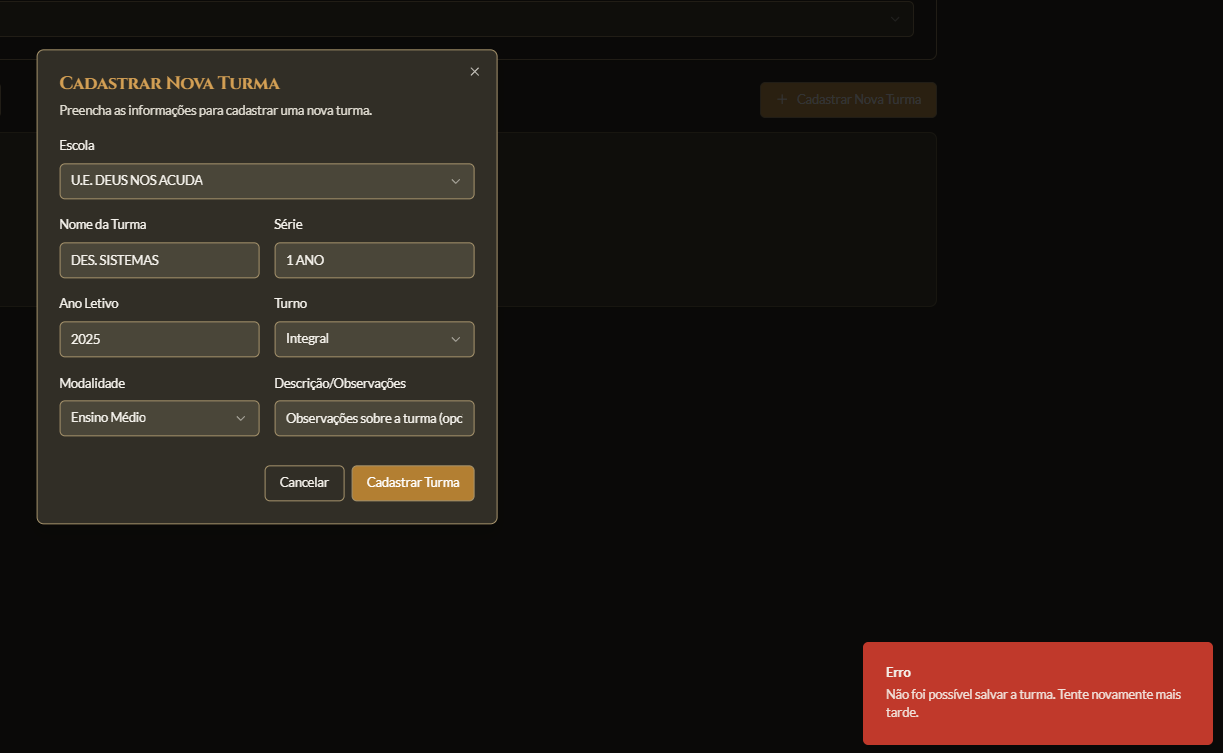 Cadastrar Nova Turma
Preencha as informações para cadastrar uma nova turma.
Escola
U.E. DEUS NOS ACUDA
Nome da Turma
Série
DES. SISTEMAS
1 ANO
Ano Letivo
Turno
2025
Integral
Modalidade
Descrição/Observações
Ensino Médio
Observações sobre a turma (opc
Cancelar
Cadastrar Turma
+ Cadastrar Nova Turma
Erro
Não foi possível salvar a turma. Tente novamente mais
tarde.